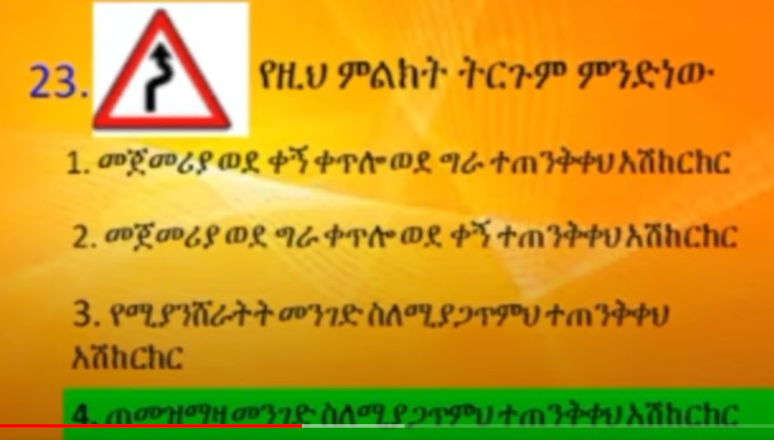 23. የዚህ ምልክት ትርጉም ምንድነው
1. መጀመሪያ ወደ ቀኝ ቀጥሎ ወደ ግራ ተጠንቅቀህ አሽከርክር
2. መጀመሪያ ወደ ግራ ቀጥሎ ወደ ቀኝ ተጠንቅቀህ አሽከርክር
3. የሚያንሸራትት መንገድ ስለሚያጋጥምህ ተጠንቅቀህ
አሽከርክር
4. ጠመዝማዛ መንገድ ስለሚያጋጥምህ ተጠንቅቀህ አሽከርክር